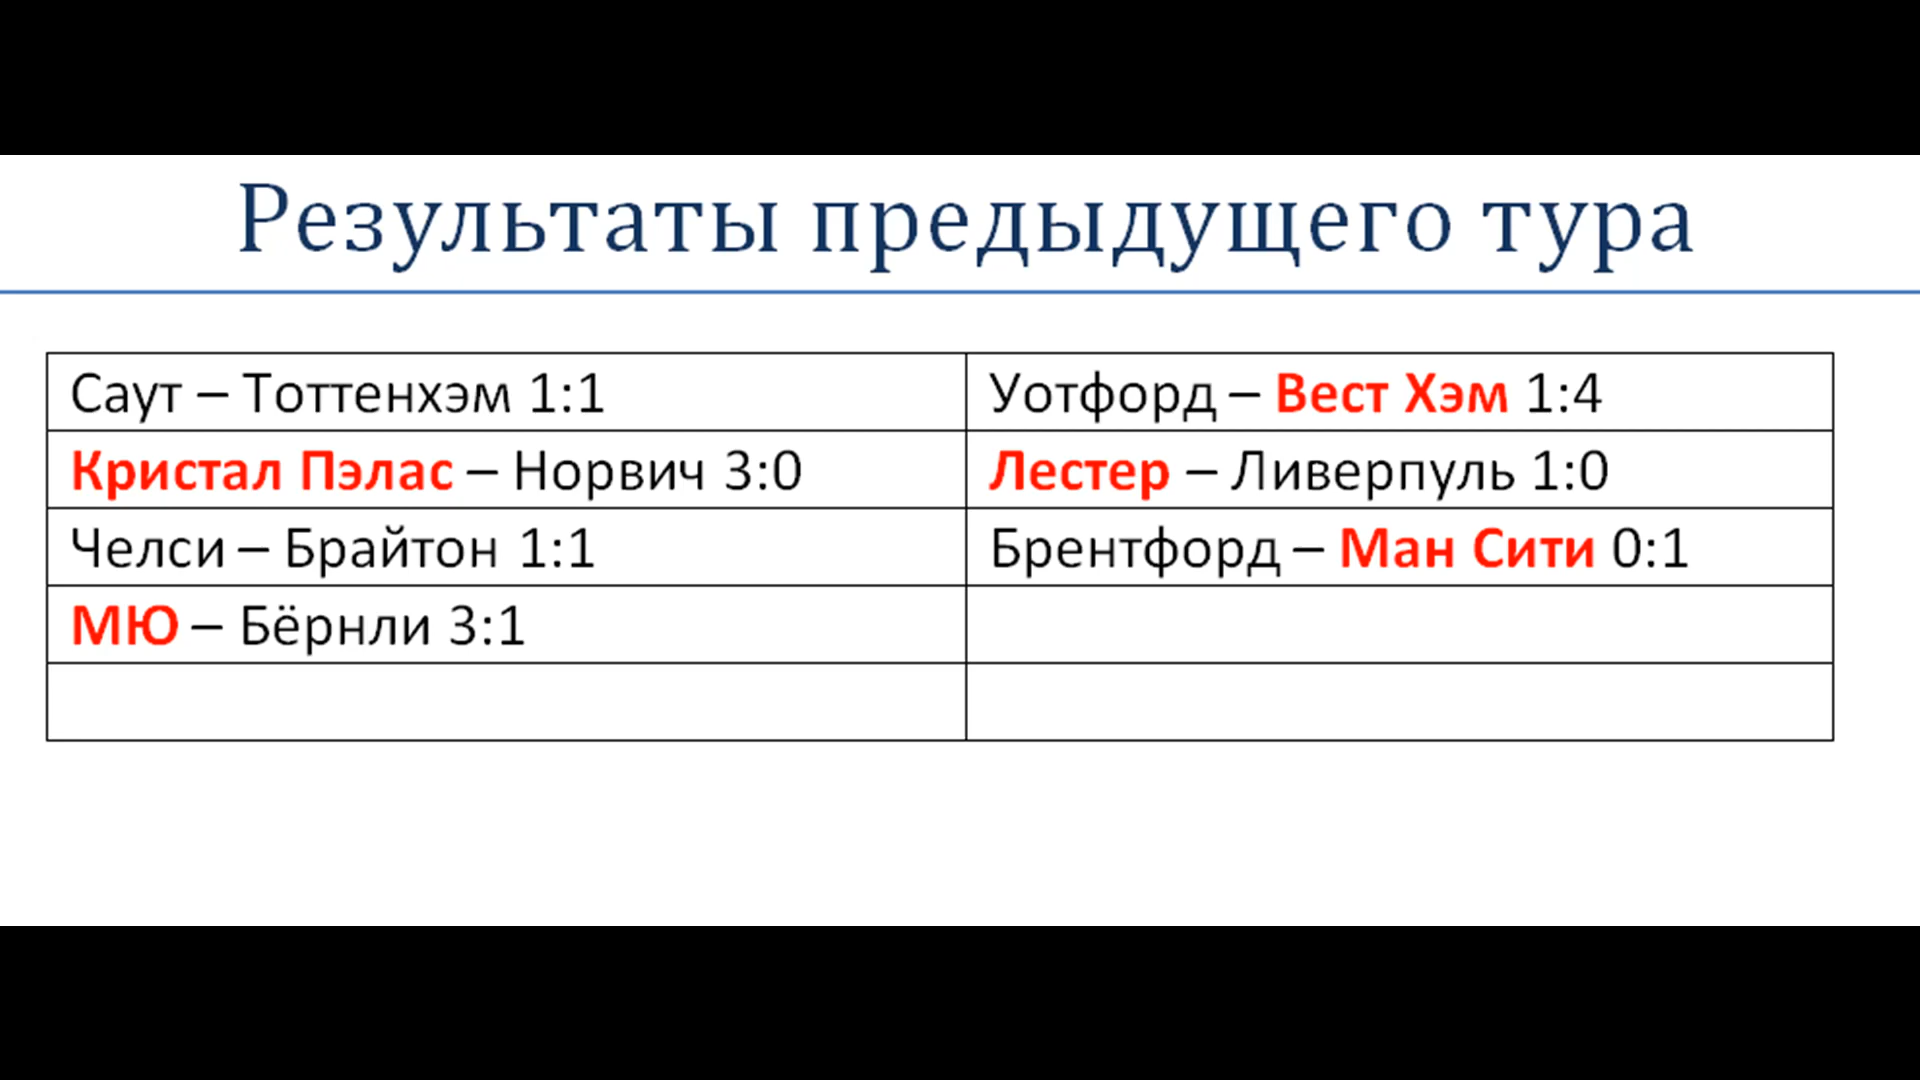 Результаты предыдущего тура
Саут – Тоттенхэм 1:1
Уотфорд – Вест Хэм 1:4
Кристал Пэлас – Норвич 3:0
Лестер – Ливерпуль 1:0
Челси – Брайтон 1:1
Брентфорд – Ман Сити 0:1
МЮ – Бёрнли 3:1